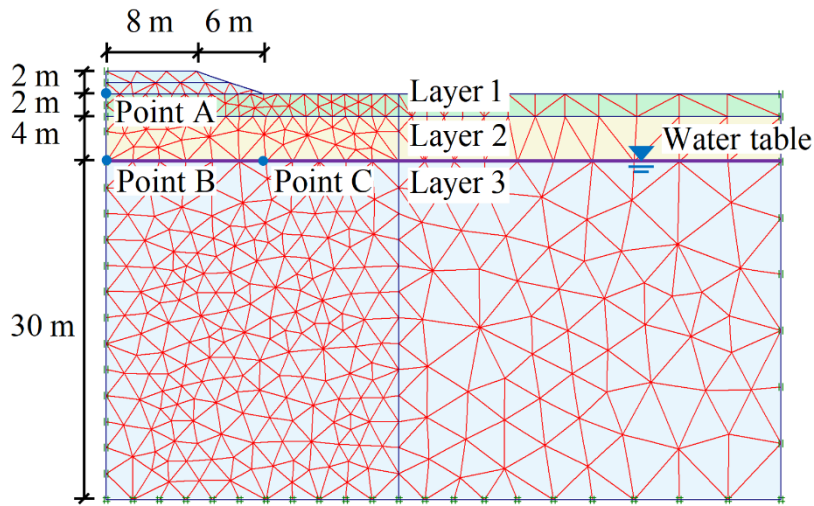 8 m
6 m
2 m
2 m
4 m
30 m
Point A
Layer 1
Layer 2
Water table
Point B
Point C
Layer 3